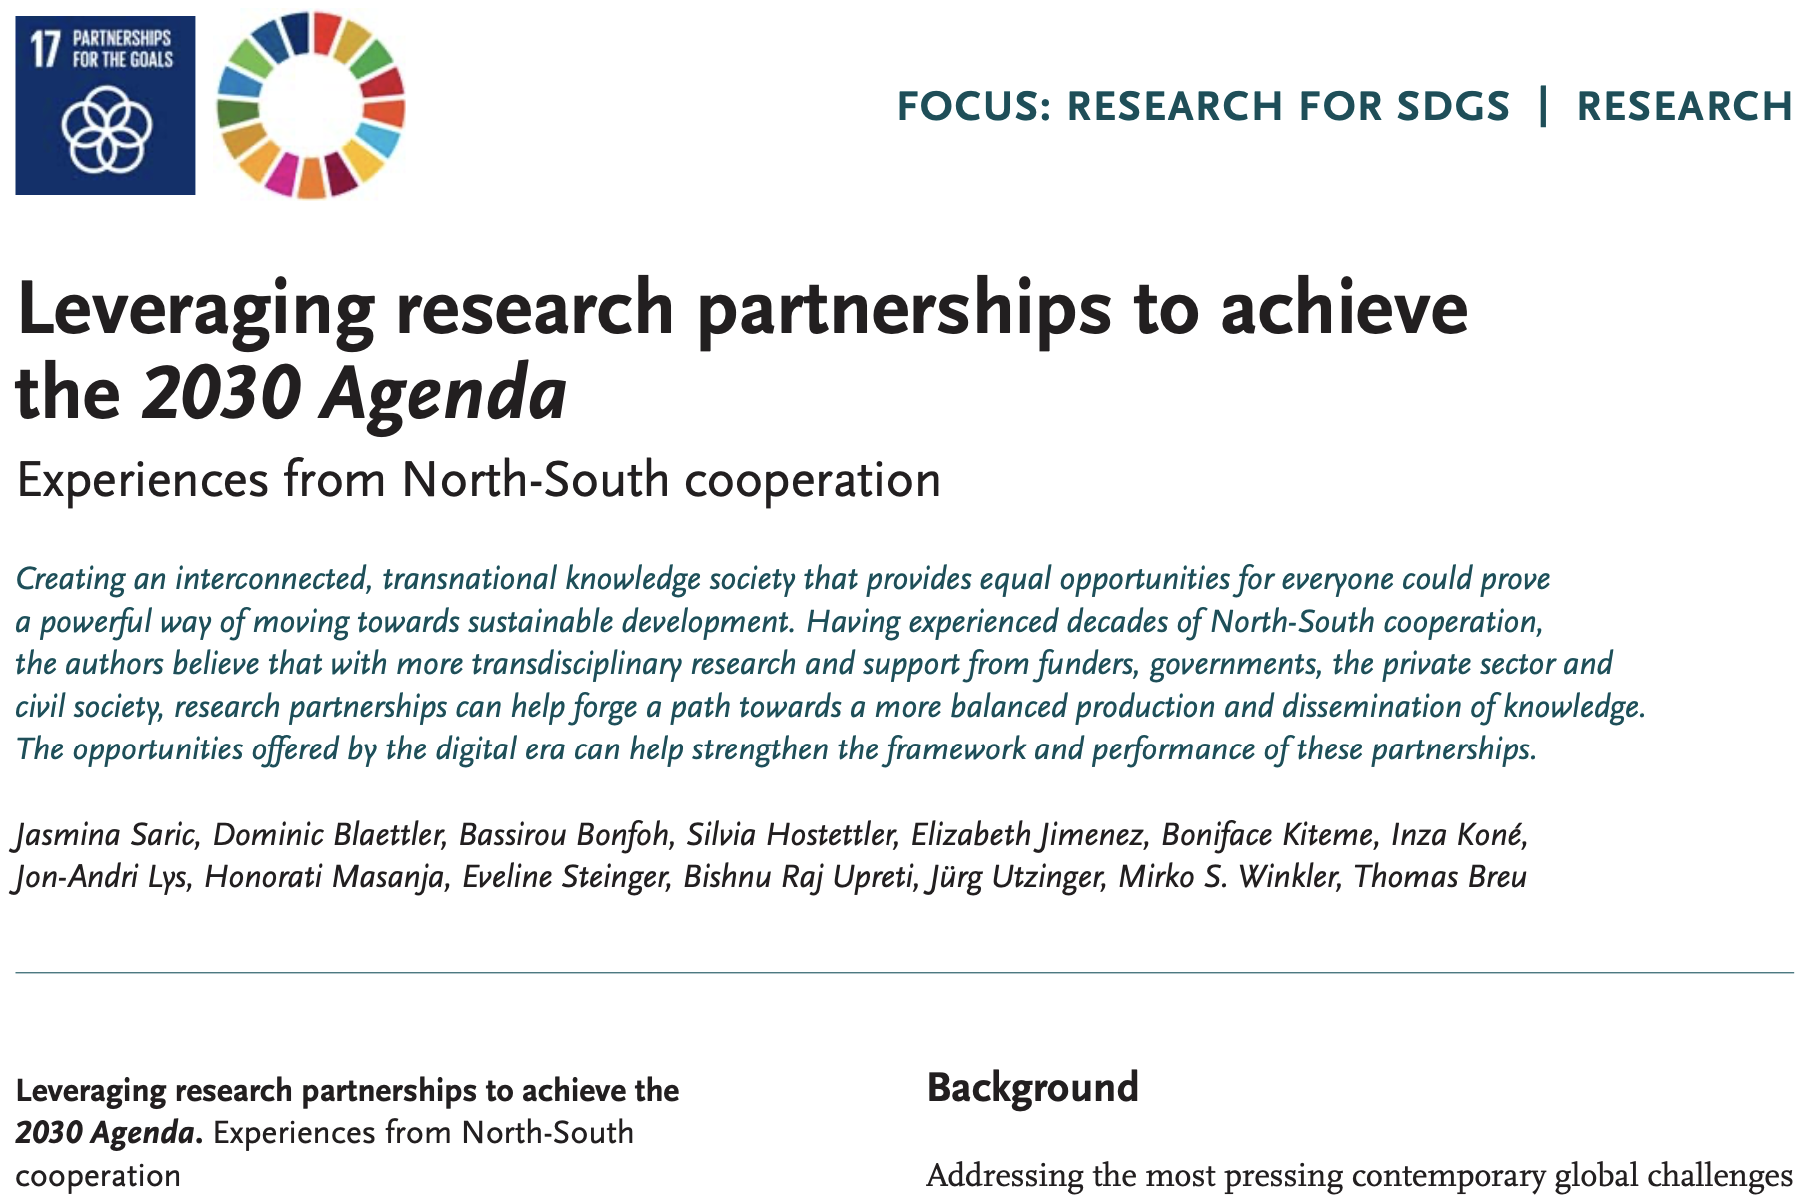 17 PARTNERSHIPS
FOR THE GOALS
FOCUS: RESEARCH FOR SDGS | RESEARCH
Leveraging research partnerships to achieve
the 2030 Agenda
Experiences from North-South cooperation
Creating an interconnected, transnational knowledge society that provides equal opportunities for everyone could prove
a powerful way of moving towards sustainable development. Having experienced decades of North-South cooperation,
the authors believe that with more transdisciplinary research and support from funders, governments, the private sector and
civil society, research partnerships can help forge a path towards a more balanced production and dissemination of knowledge.
The opportunities offered by the digital era can help strengthen the framework and performance of these partnerships.
Jasmina Saric, Dominic Blaettler, Bassirou Bonfoh, Silvia Hostettler, Elizabeth Jimenez, Boniface Kiteme, Inza Koné,
Jon-Andri Lys, Honorati Masanja, Eveline Steinger, Bishnu Raj Upreti, Jürg Utzinger, Mirko S. Winkler, Thomas Breu
Leveraging research partnerships to achieve the
2030 Agenda. Experiences from North-South
cooperation
Background
Addressing the most pressing contemporary global challenges